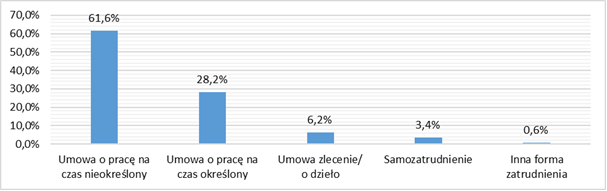 70,0%
60,0%
50,0%
40,0%
30,0%
20,0%
10,0%
0,0%
61,6%
28,2%
6,2%
3,4%
0,6%
Umowa o pracę na
czas nieokreślony
Umowa o pracę na
czas określony
Umowa zlecenie/
o dzieło
Samozatrudnienie
Inna forma
zatrudnienia